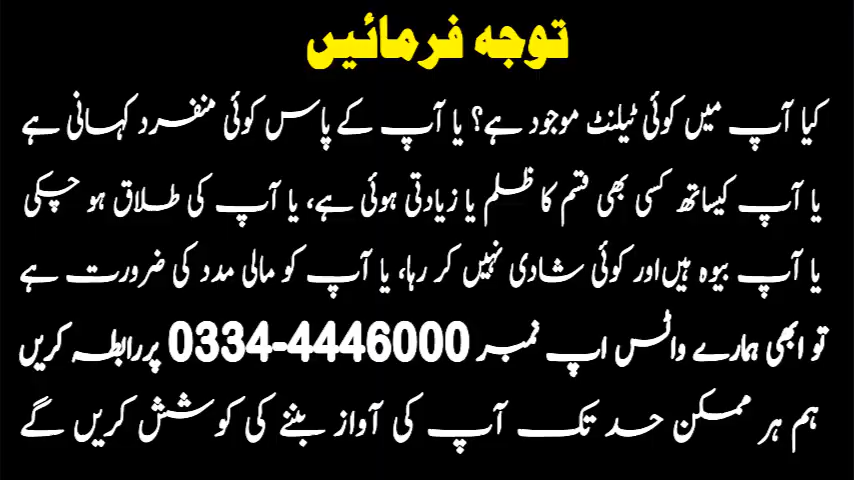 توجہ فرمائیں
کیا آپ میں کوئی ٹیلنٹ موجود ہے؟ یا آپ کے پاس کوئی منفرد کہانی ہے
یا آپ کیساتھ کسی بھی قسم کا ظلم یا زیادتی ہوئی ہے، یا آپ کی طلاق ہو چکی
یا آپ بیوہ ہیں اور کوئی شادی نہیں کر رہا، یا آپ کو مالی مدد کی ضرورت ہے
تو ابھی ہمارے واٹس اپ نمبر 0334-4446000 پر رابطہ کریں
ہم ہر ممکن حد تک آپ کی آواز بننے کی کوشش کریں گے